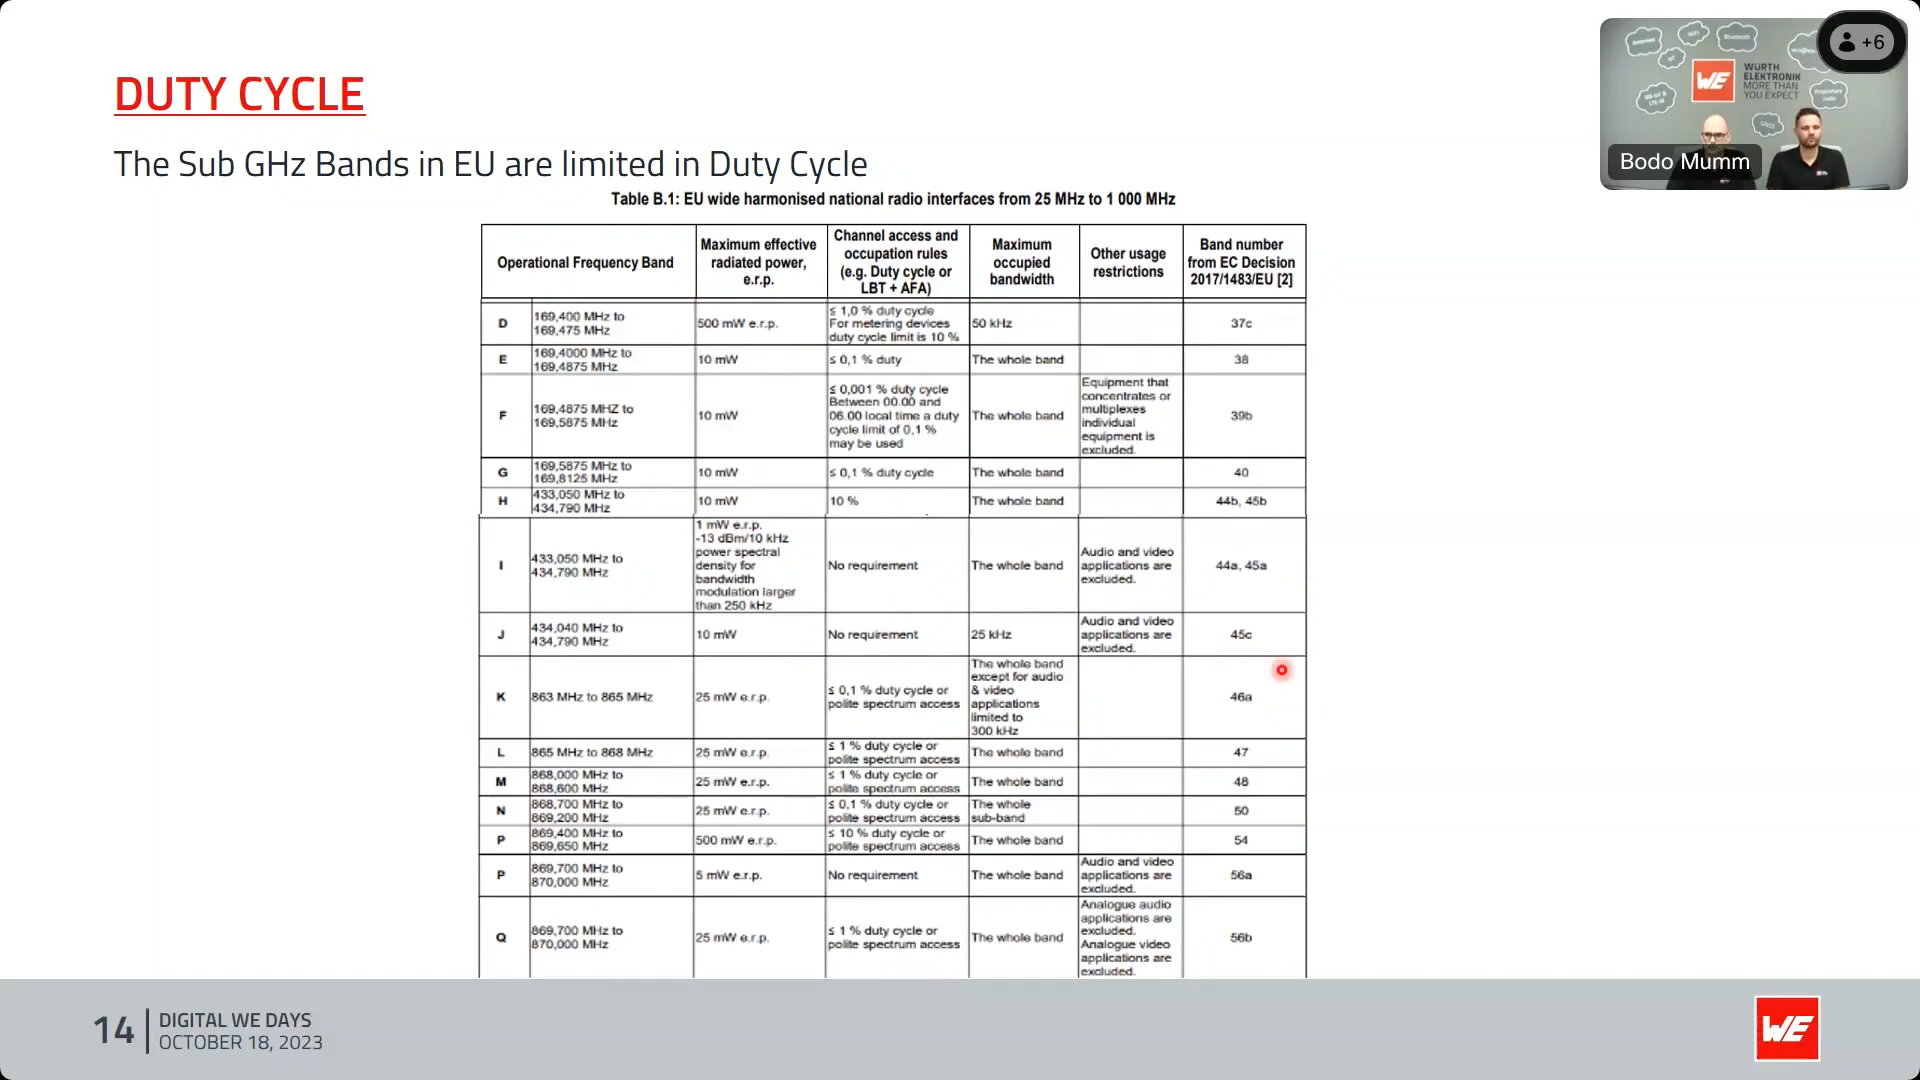 DUTY CYCLE
The Sub GHz Bands in EU are limited in Duty Cycle
Table B.1: EU wide harmonised national radio interfaces from 25 MHz to 1 000 MHz
Operational Frequency Band
Maximum effective
radiated power,
e.r.p.
Channel access and
occupation rules
(e.g. Duty cycle or
LBT + AFA)
Maximum
occupied
bandwidth
Other usage
restrictions
Band number
from EC Decision
2017/1483/EU [2]
D
169,400 MHz to
169,475 MHz
500 mW e.r.p.
≤ 1,0 % duty cycle
For metering devices
duty cycle limit is 10 %
50 kHz
37c
E
169,4000 MHz to
169,4875 MHz
10 mW
≤ 0,1 % duty
The whole band
38
F
169,4875 MHZ to
169,5875 MHz
10 mW
≤ 0,001 % duty cycle
Between 00.00 and
06.00 local time a duty
cycle limit of 0,1 %
may be used
The whole band
Equipment that
concentrates or
multiplexes
individual
equipment is
excluded.
39b
G
169,5875 MHz to
169,8125 MHz
10 mW
≤ 0,1 % duty cycle
The whole band
40
H
433,050 MHz to
434,790 MHz
10 mW
10 %
The whole band
44b, 45b
I
433,050 MHz to
434,790 MHz
1 mW e.r.p.
-13 dBm/10 kHz
power spectral
density for
bandwidth
modulation larger
than 250 kHz
No requirement
The whole band
Audio and video
applications are
excluded.
44a, 45a
J
434,040 MHz to
434,790 MHz
10 mW
No requirement
25 kHz
Audio and video
applications are
excluded.
45c
K
863 MHz to 865 MHz
25 mW e.r.p.
≤ 0,1 % duty cycle or
polite spectrum access
The whole band
except for audio
& video
applications
limited to
300 kHz
46a
L
865 MHz to 868 MHz
25 mW e.r.p.
≤ 1 % duty cycle or
polite spectrum access
The whole band
47
M
868,000 MHz to
868,600 MHz
25 mW e.r.p.
≤ 1 % duty cycle or
polite spectrum access
The whole band
48
N
868,700 MHz to
869,200 MHz
25 mW e.r.p.
≤ 0,1 % duty cycle or
polite spectrum access
The whole
sub-band
50
P
869,400 MHz to
869,650 MHz
500 mW e.r.p.
≤ 10 % duty cycle or
polite spectrum access
The whole band
54
P
869,700 MHz to
870,000 MHz
5 mW e.r.p.
No requirement
The whole band
Audio and video
applications are
excluded.
56a
Q
869,700 MHz to
870,000 MHz
25 mW e.r.p.
≤ 1 % duty cycle or
polite spectrum access
The whole band
Analogue audio
applications are
excluded.
Analogue video
applications are
excluded.
56b
14
DIGITAL WE DAYS
OCTOBER 18, 2023
WE
+6
WE
WÜRTH
ELEKTRONIK
MORE THAN
YOU EXPECT
WiFi
Bluetooth
Proprietary
radio
GNSS
Bodo Mumm